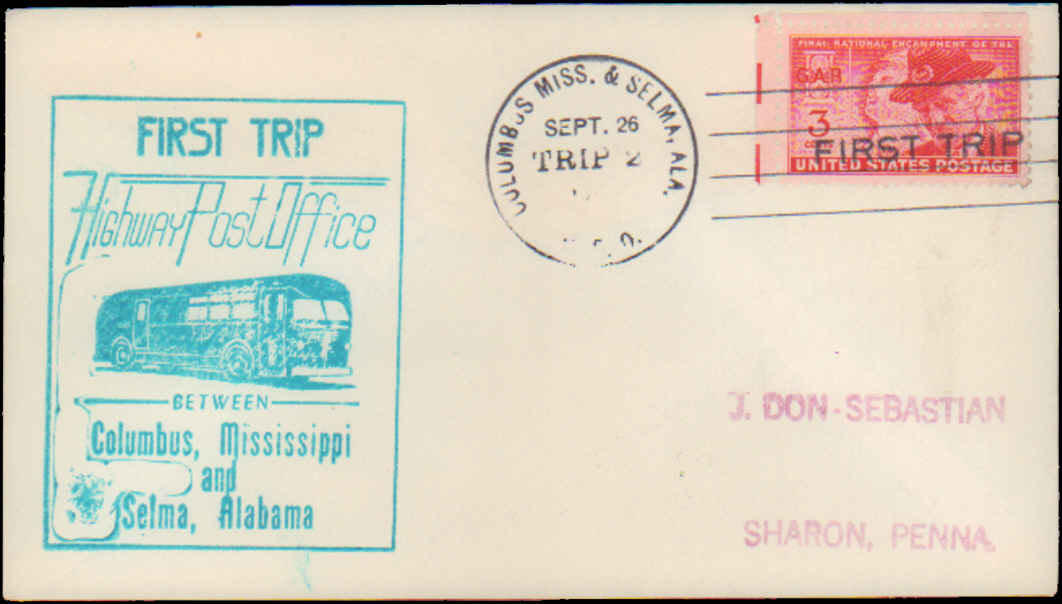 FIRST TRIP
Highway Post Office
BETWEEN
Columbus, Mississippi
and
Selma, Alabama
COLUMBUS MISS. & SELMA, ALA.
SEPT. 26
TRIP 2
FINAL NATIONAL ENCAMPMENT OF THE
GAR
3
FIRST TRIP
UNITED STATES POSTAGE
J. DON-SEBASTIAN
SHARON, PENNA.